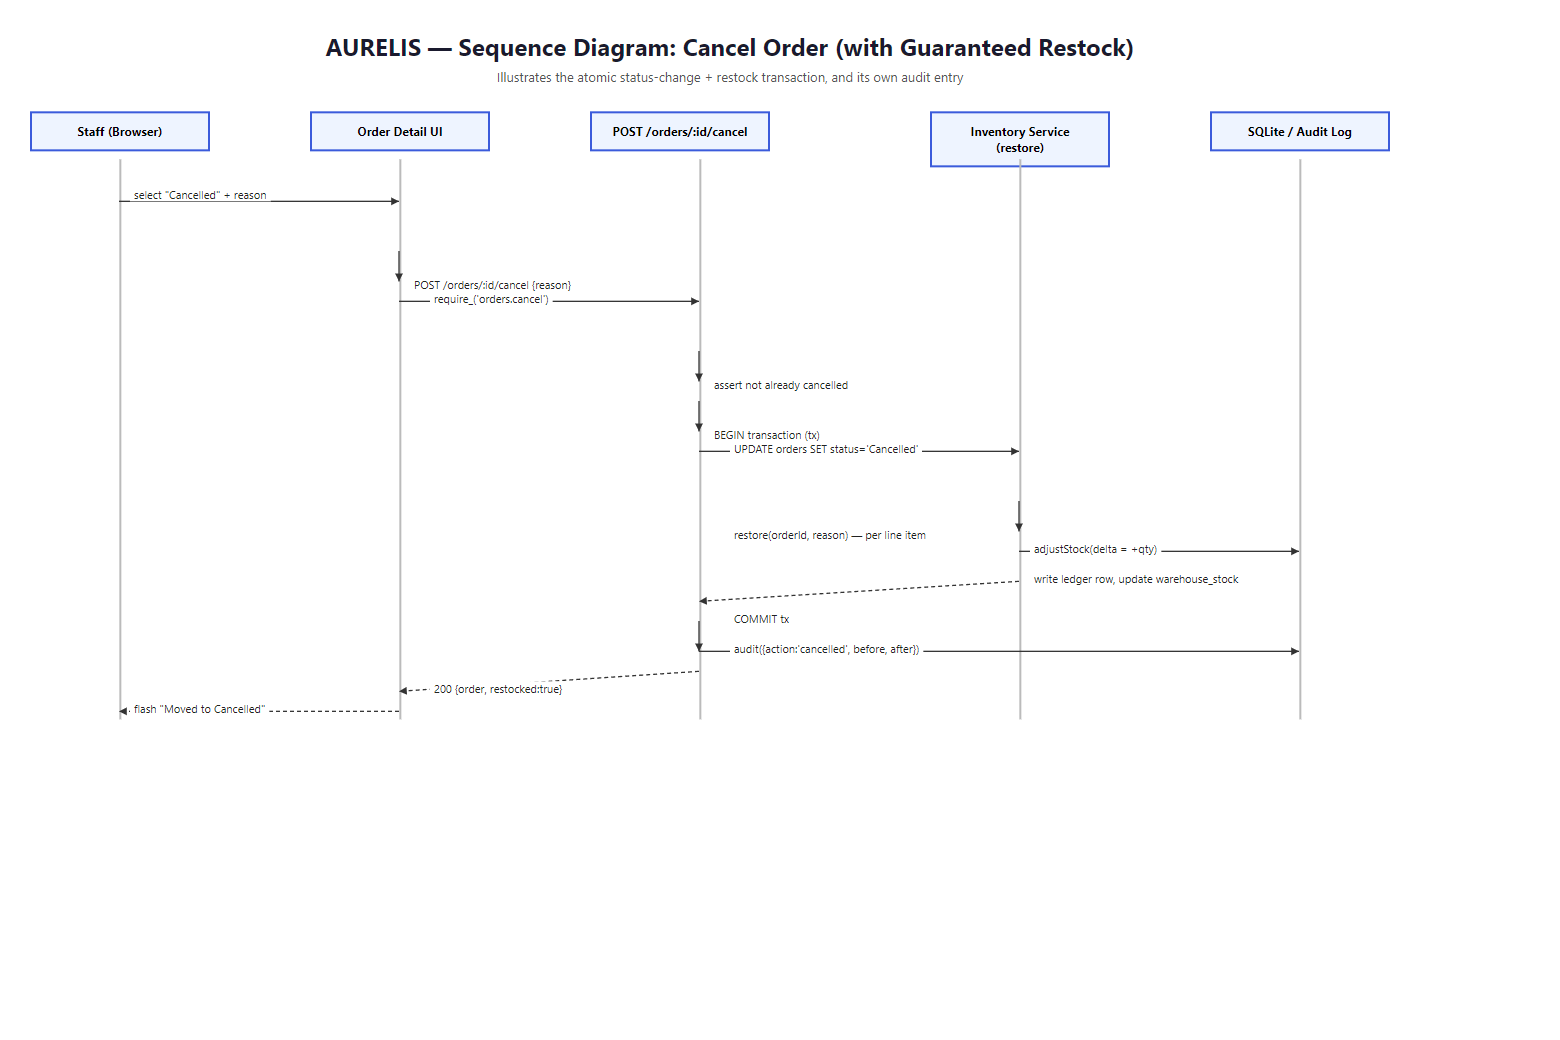 AURELIS — Sequence Diagram: Cancel Order (with Guaranteed Restock)
Illustrates the atomic status-change + restock transaction, and its own audit entry
Staff (Browser)
Order Detail UI
POST /orders/:id/cancel
Inventory Service
(restore)
SQLite / Audit Log
select "Cancelled" + reason
POST /orders/:id/cancel {reason}
require_('orders.cancel')
assert not already cancelled
BEGIN transaction (tx)
UPDATE orders SET status='Cancelled'
restore(orderId, reason) — per line item
adjustStock(delta = +qty)
write ledger row, update warehouse_stock
COMMIT tx
audit({action:'cancelled', before, after})
200 {order, restocked:true}
flash "Moved to Cancelled"